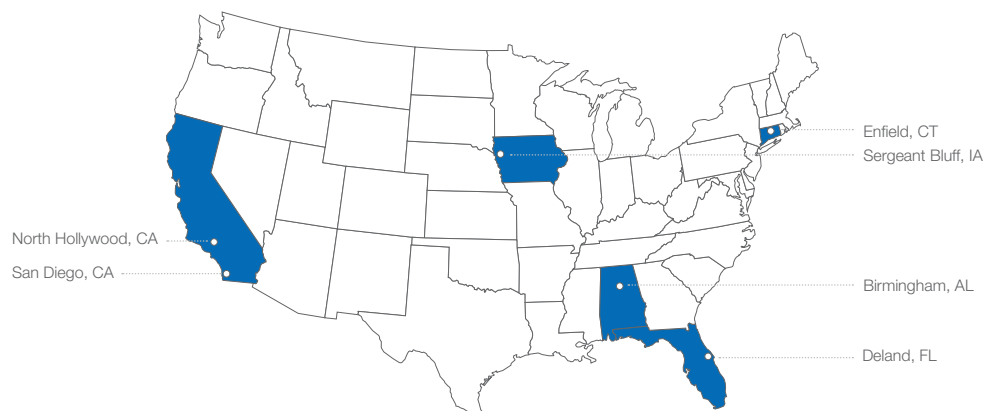 Enfield, CT
Sergeant Bluff, IA
North Hollywood, CA
San Diego, CA
Birmingham, AL
Deland, FL